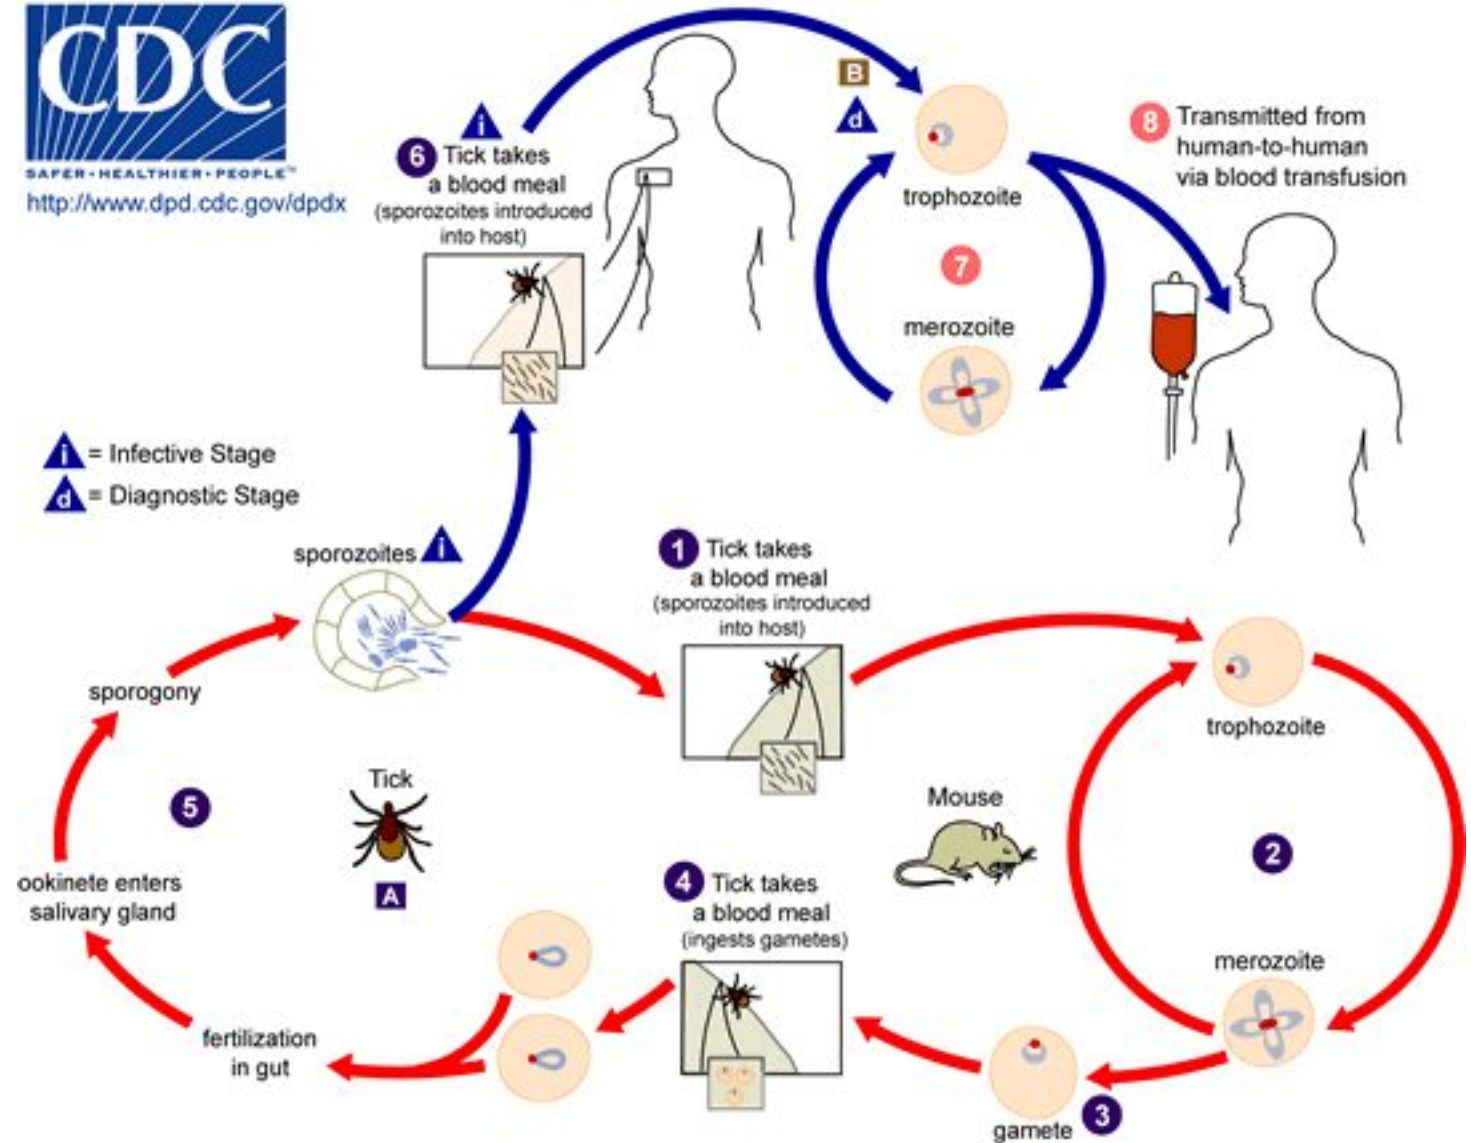 CDC
SAFER • HEALTHIER • PEOPLE™
http://www.dpd.cdc.gov/dpdx
i
6 Tick takes
a blood meal
(sporozoites introduced
into host)
B
d
trophozoite
7
merozoite
8 Transmitted from
human-to-human
via blood transfusion
i = Infective Stage
d = Diagnostic Stage
sporozoites i
1 Tick takes
a blood meal
(sporozoites introduced
into host)
sporogony
trophozoite
5
Tick
A
Mouse
2
ookinete enters
salivary gland
4 Tick takes
a blood meal
(ingests gametes)
merozoite
fertilization
in gut
3
gamete